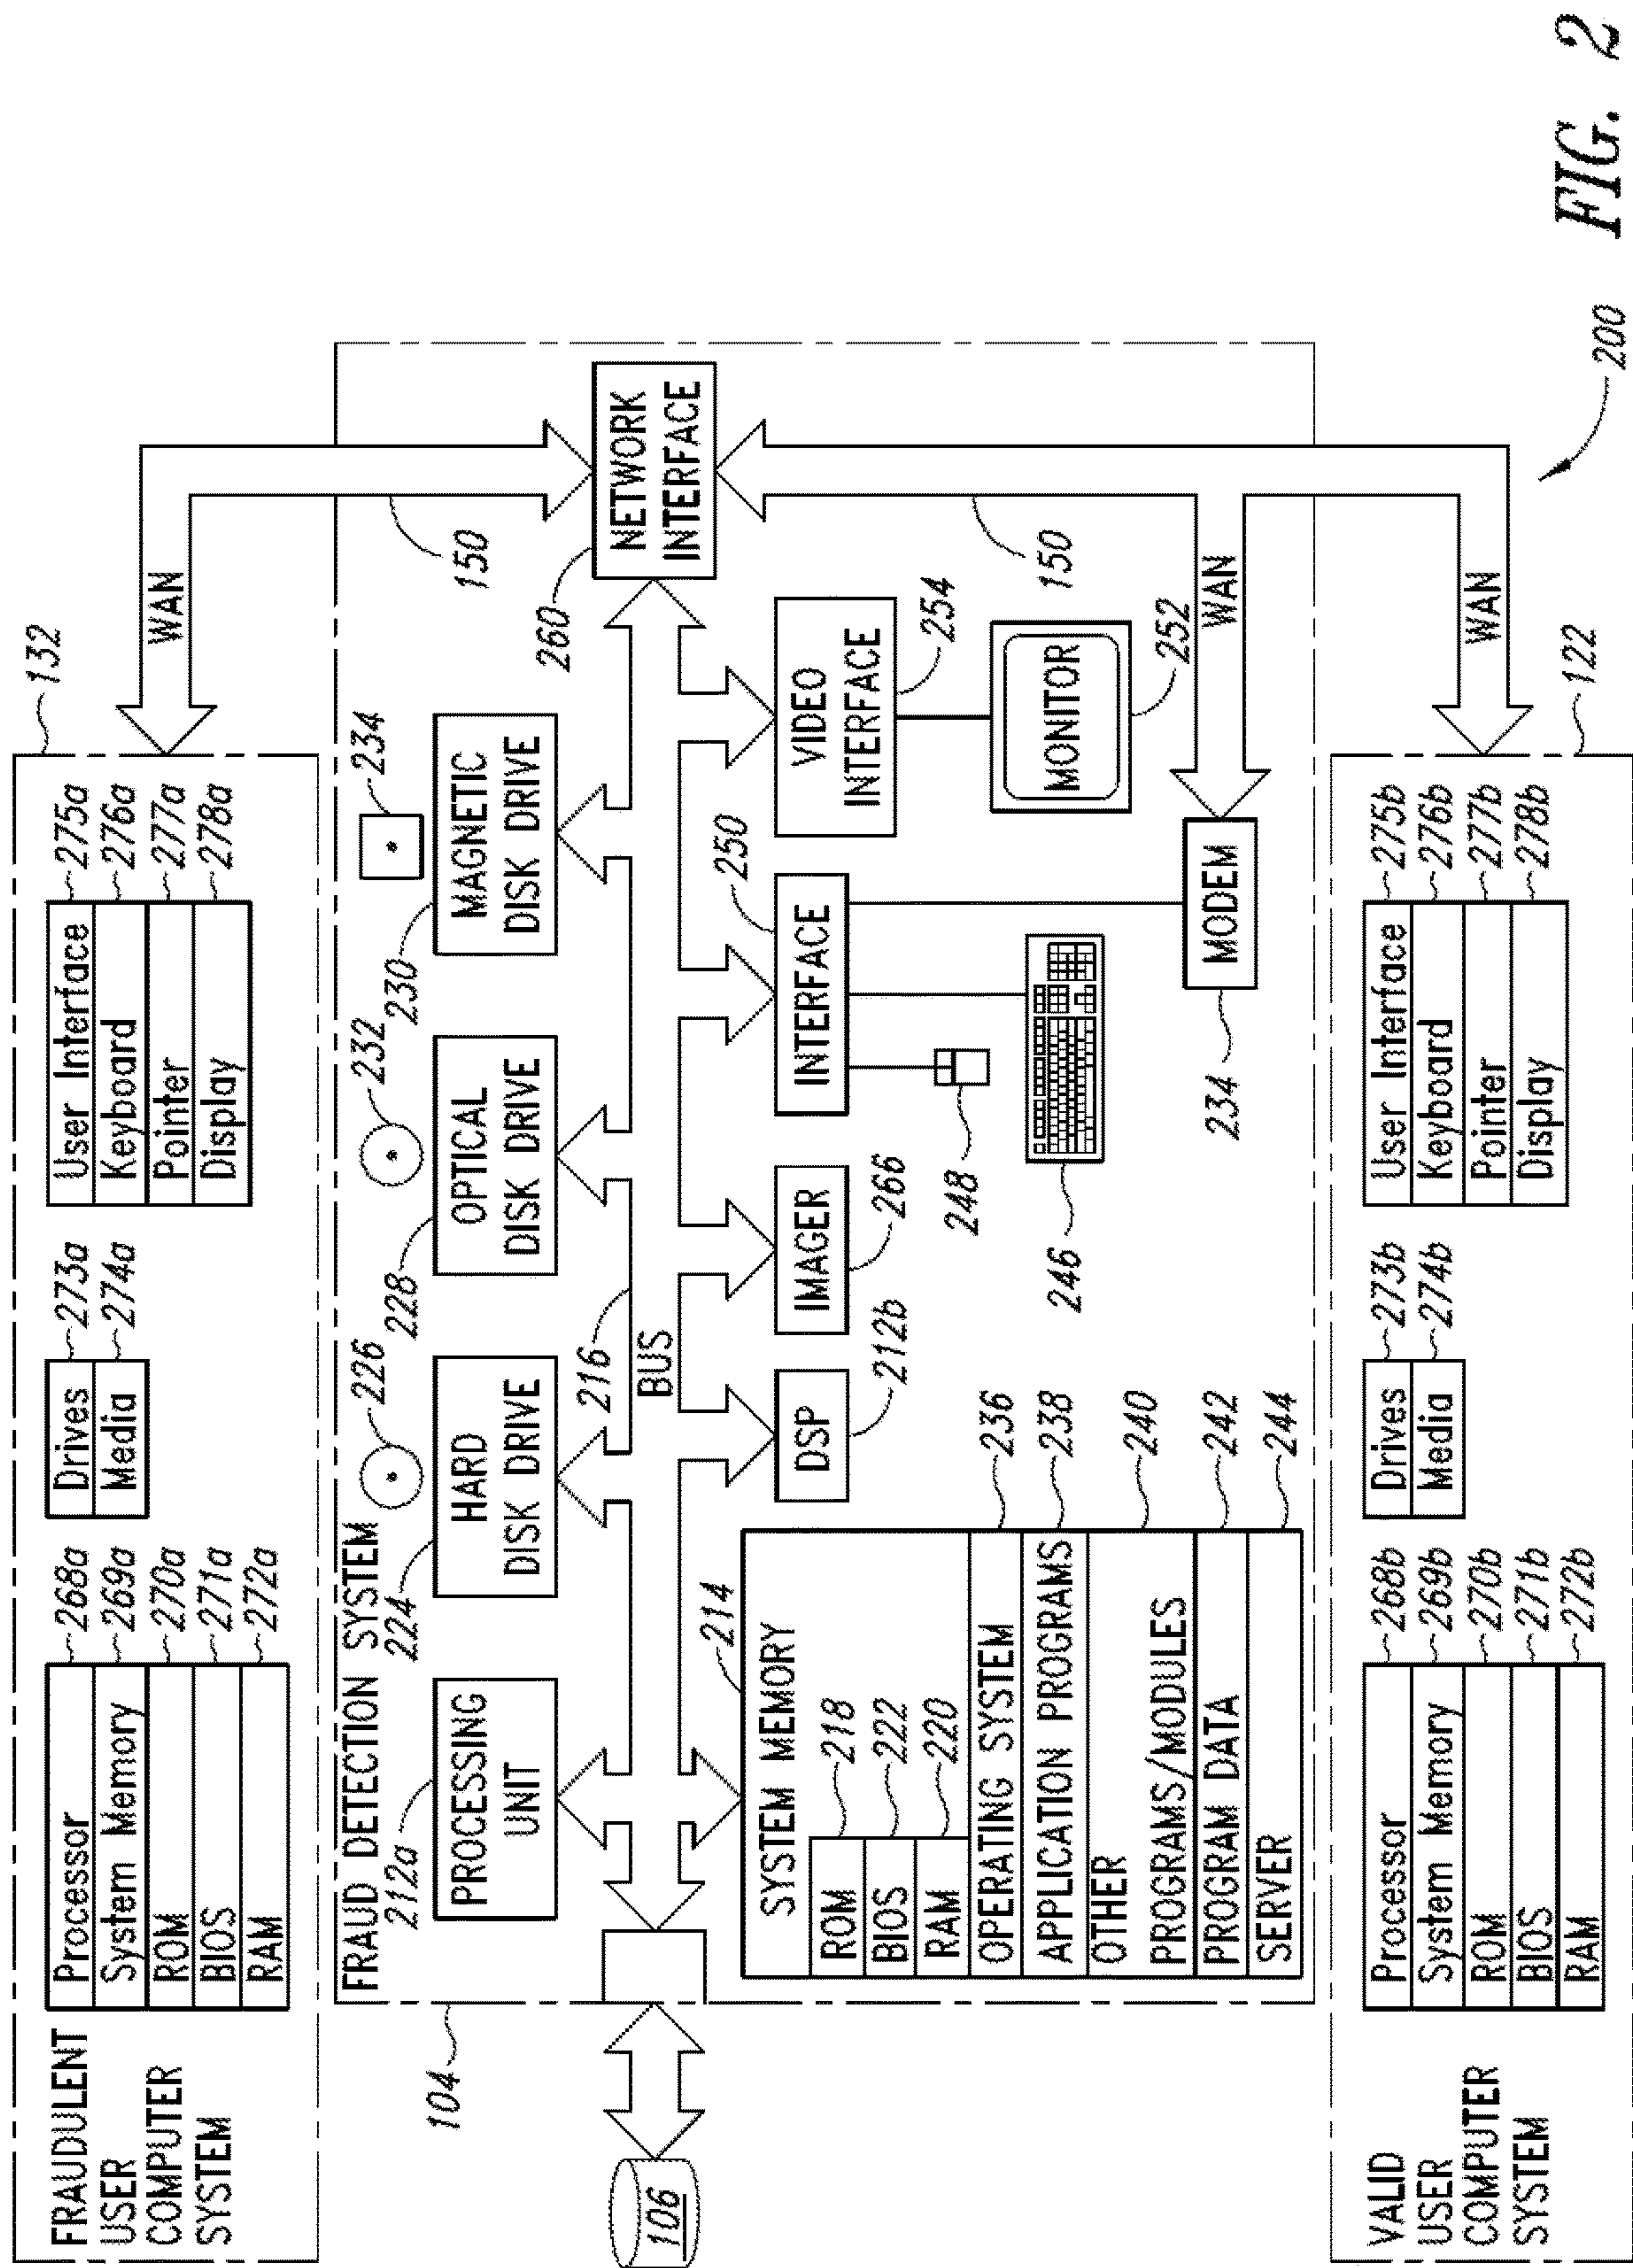 FRAUDULENT
USER
COMPUTER
SYSTEM
Processor
268a
System Memory
269a
ROM
270a
BIOS
271a
RAM
272a
Drives
273a
Media
274a
User Interface
275a
Keyboard
276a
Pointer
277a
Display
278a
132
WAN
150
104
FRAUD DETECTION SYSTEM
212a
PROCESSING
UNIT
224
226
HARD
DISK DRIVE
228
232
OPTICAL
DISK DRIVE
230
234
MAGNETIC
DISK DRIVE
260
NETWORK
INTERFACE
106
216
BUS
214
SYSTEM MEMORY
ROM
218
BIOS
222
RAM
220
OPERATING SYSTEM
236
APPLICATION PROGRAMS
238
OTHER
PROGRAMS/MODULES
240
PROGRAM DATA
242
SERVER
244
DSP
212b
IMAGER
266
INTERFACE
250
VIDEO
INTERFACE
254
248
246
MONITOR
252
150
MODEM
234
WAN
WAN
VALID
USER
COMPUTER
SYSTEM
Processor
268b
System Memory
269b
ROM
270b
BIOS
271b
RAM
272b
Drives
273b
Media
274b
User Interface
275b
Keyboard
276b
Pointer
277b
Display
278b
122
200
FIG. 2